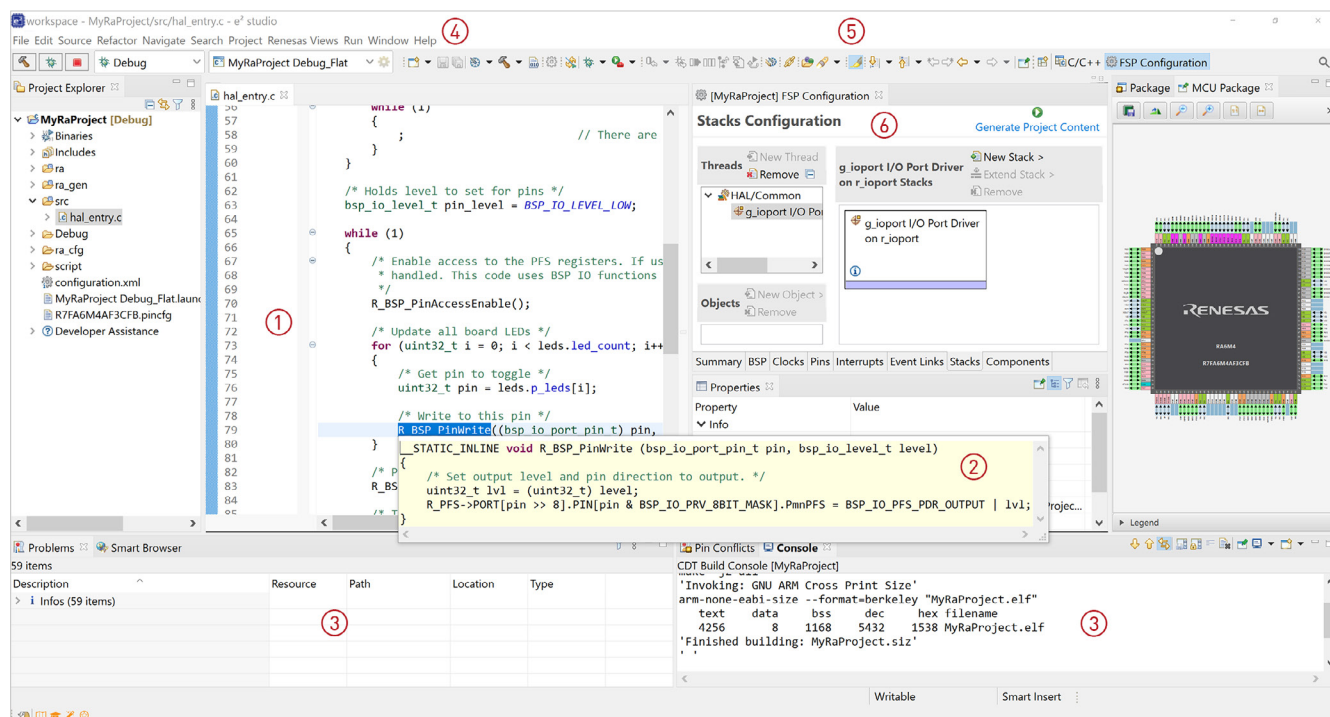 workspace - MyRaProject/src/hal_entry.c - e² studio
File Edit Source Refactor Navigate Search Project Renesas Views Run Window Help
④
⑤
Debug
MyRaProject Debug_Flat
C/C++
FSP Configuration
Project Explorer
MyRaProject [Debug]
Binaries
Includes
ra
ra_gen
src
hal_entry.c
Debug
ra_cfg
script
configuration.xml
MyRaProject Debug_Flat.launc
R7FA6M4AF3CFB.pincfg
Developer Assistance
hal_entry.c
56 while (1)
57 {
58 ; // There are
59 }
60 }
61
62 /* Holds level to set for pins */
63 bsp_io_level_t pin_level = BSP_IO_LEVEL_LOW;
64
65 while (1)
66 {
67 /* Enable access to the PFS registers. If us
68 * handled. This code uses BSP IO functions
69 */
70 R_BSP_PinAccessEnable();
71
72 /* Update all board LEDs */
73 for (uint32_t i = 0; i < leds.led_count; i++
74 {
75 /* Get pin to toggle */
76 uint32_t pin = leds.p_leds[i];
77
78 /* Write to this pin */
79 R_BSP_PinWrite((bsp_io_port_pin_t) pin,
80 }
81
82 /* P
83 R_BS
84
85 /* T
①
__STATIC_INLINE void R_BSP_PinWrite (bsp_io_port_pin_t pin, bsp_io_level_t level)
{
/* Set output level and pin direction to output. */
uint32_t lvl = (uint32_t) level;
R_PFS->PORT[pin >> 8].PIN[pin & BSP_IO_PRV_8BIT_MASK].PmnPFS = BSP_IO_PFS_PDR_OUTPUT | lvl;
}
②
[MyRaProject] FSP Configuration
Stacks Configuration
⑥
Generate Project Content
Threads
New Thread
Remove
HAL/Common
g_ioport I/O Po
Objects
New Object >
Remove
g_ioport I/O Port Driver
on r_ioport Stacks
New Stack >
Extend Stack >
Remove
g_ioport I/O Port Driver
on r_ioport
Summary BSP Clocks Pins Interrupts Event Links Stacks Components
Properties
Property Value
Info
rojec...
Package
MCU Package
RENESAS
RA6M4
R7FA6M4AF3CFB
Legend
Problems
Smart Browser
59 items
Description Resource Path Location Type
Infos (59 items)
③
Pin Conflicts
Console
CDT Build Console [MyRaProject]
'Invoking: GNU ARM Cross Print Size'
arm-none-eabi-size --format=berkeley "MyRaProject.elf"
text data bss dec hex filename
4256 8 1168 5432 1538 MyRaProject.elf
'Finished building: MyRaProject.siz'
' '
③
Writable
Smart Insert